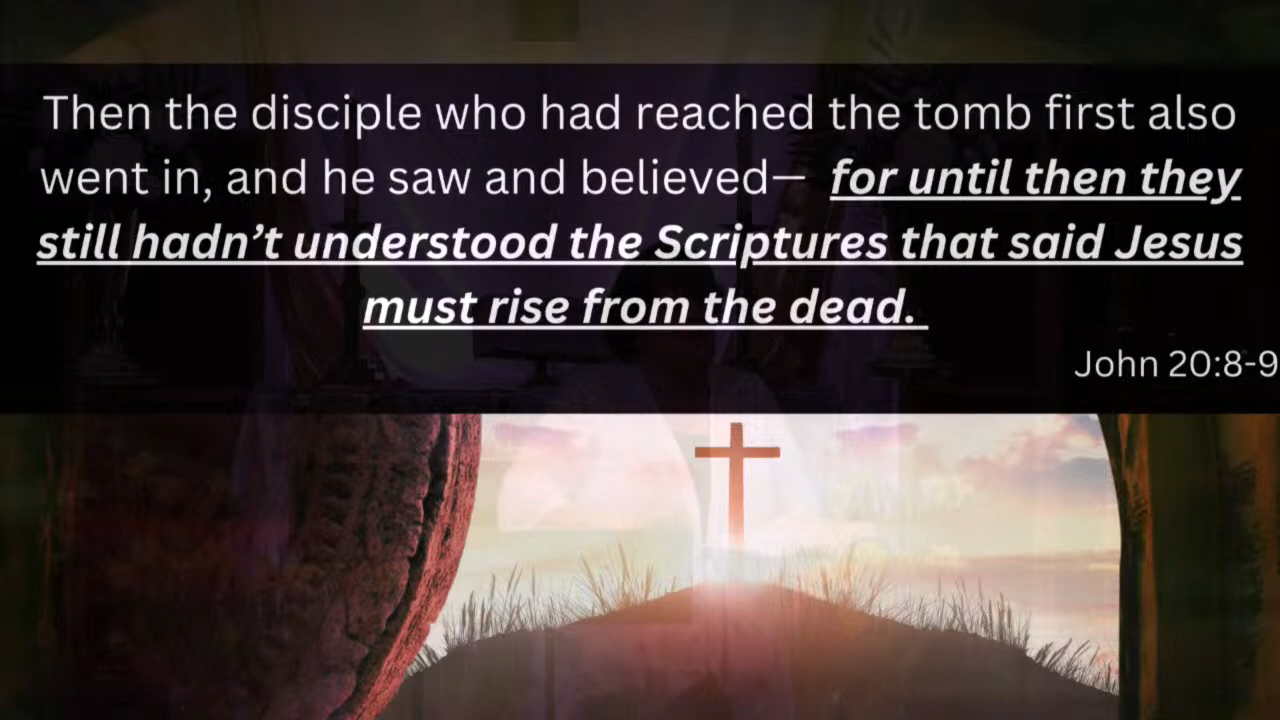 Then the disciple who had reached the tomb first also
went in, and he saw and believed— for until then they
still hadn’t understood the Scriptures that said Jesus
must rise from the dead.
John 20:8-9